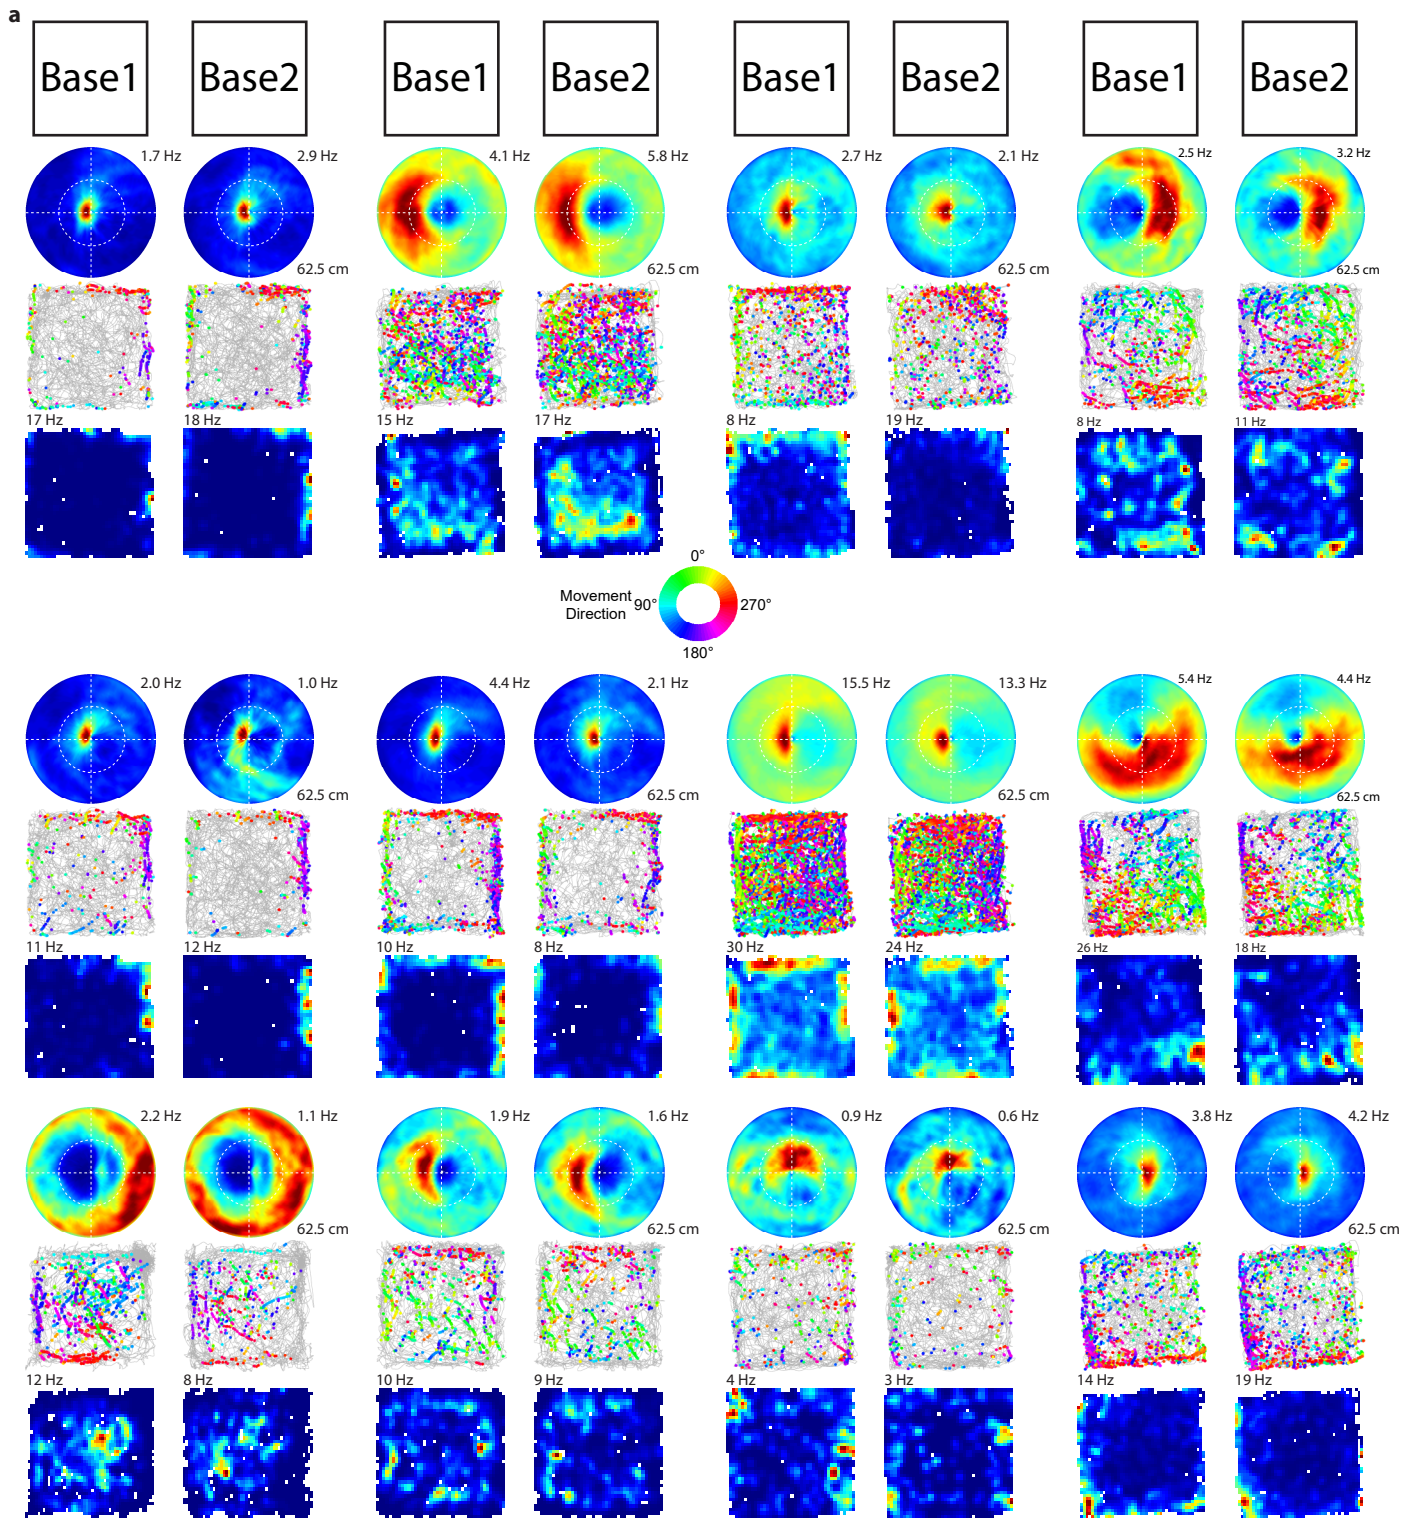 a
Base1 Base2 Base1 Base2 Base1 Base2 Base1 Base2
1.7 Hz 2.9 Hz 4.1 Hz 5.8 Hz 2.7 Hz 2.1 Hz 2.5 Hz 3.2 Hz
62.5 cm 62.5 cm 62.5 cm 62.5 cm
17 Hz 18 Hz 15 Hz 17 Hz 8 Hz 19 Hz 8 Hz 11 Hz
0°
Movement
Direction 90° 270°
180°
2.0 Hz 1.0 Hz 4.4 Hz 2.1 Hz 15.5 Hz 13.3 Hz 5.4 Hz 4.4 Hz
62.5 cm 62.5 cm 62.5 cm 62.5 cm
11 Hz 12 Hz 10 Hz 8 Hz 30 Hz 24 Hz 26 Hz 18 Hz
2.2 Hz 1.1 Hz 1.9 Hz 1.6 Hz 0.9 Hz 0.6 Hz 3.8 Hz 4.2 Hz
62.5 cm 62.5 cm 62.5 cm 62.5 cm
12 Hz 8 Hz 10 Hz 9 Hz 4 Hz 3 Hz 14 Hz 19 Hz